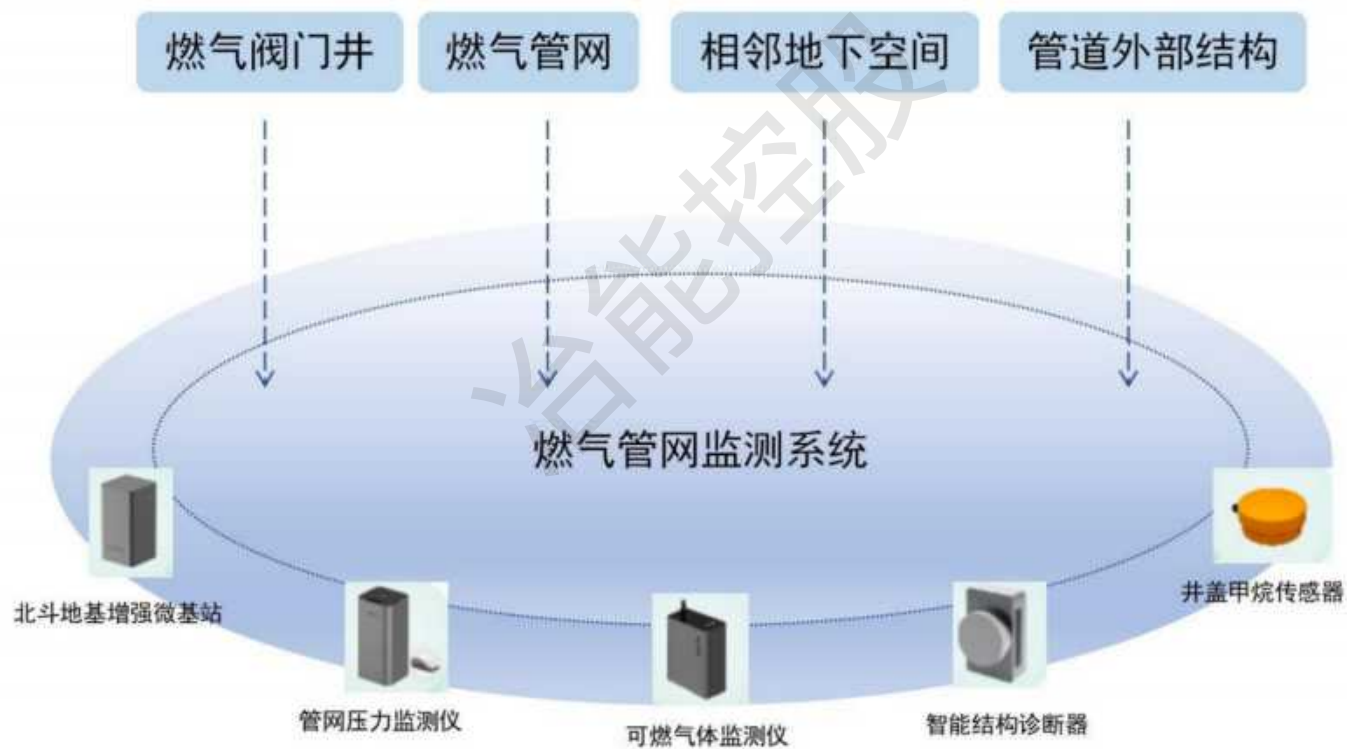 燃气阀门井
燃气管网
相邻地下空间
管道外部结构
冶能控股
燃气管网监测系统
北斗地基增强微基站
管网压力监测仪
可燃气体监测仪
智能结构诊断器
井盖甲烷传感器